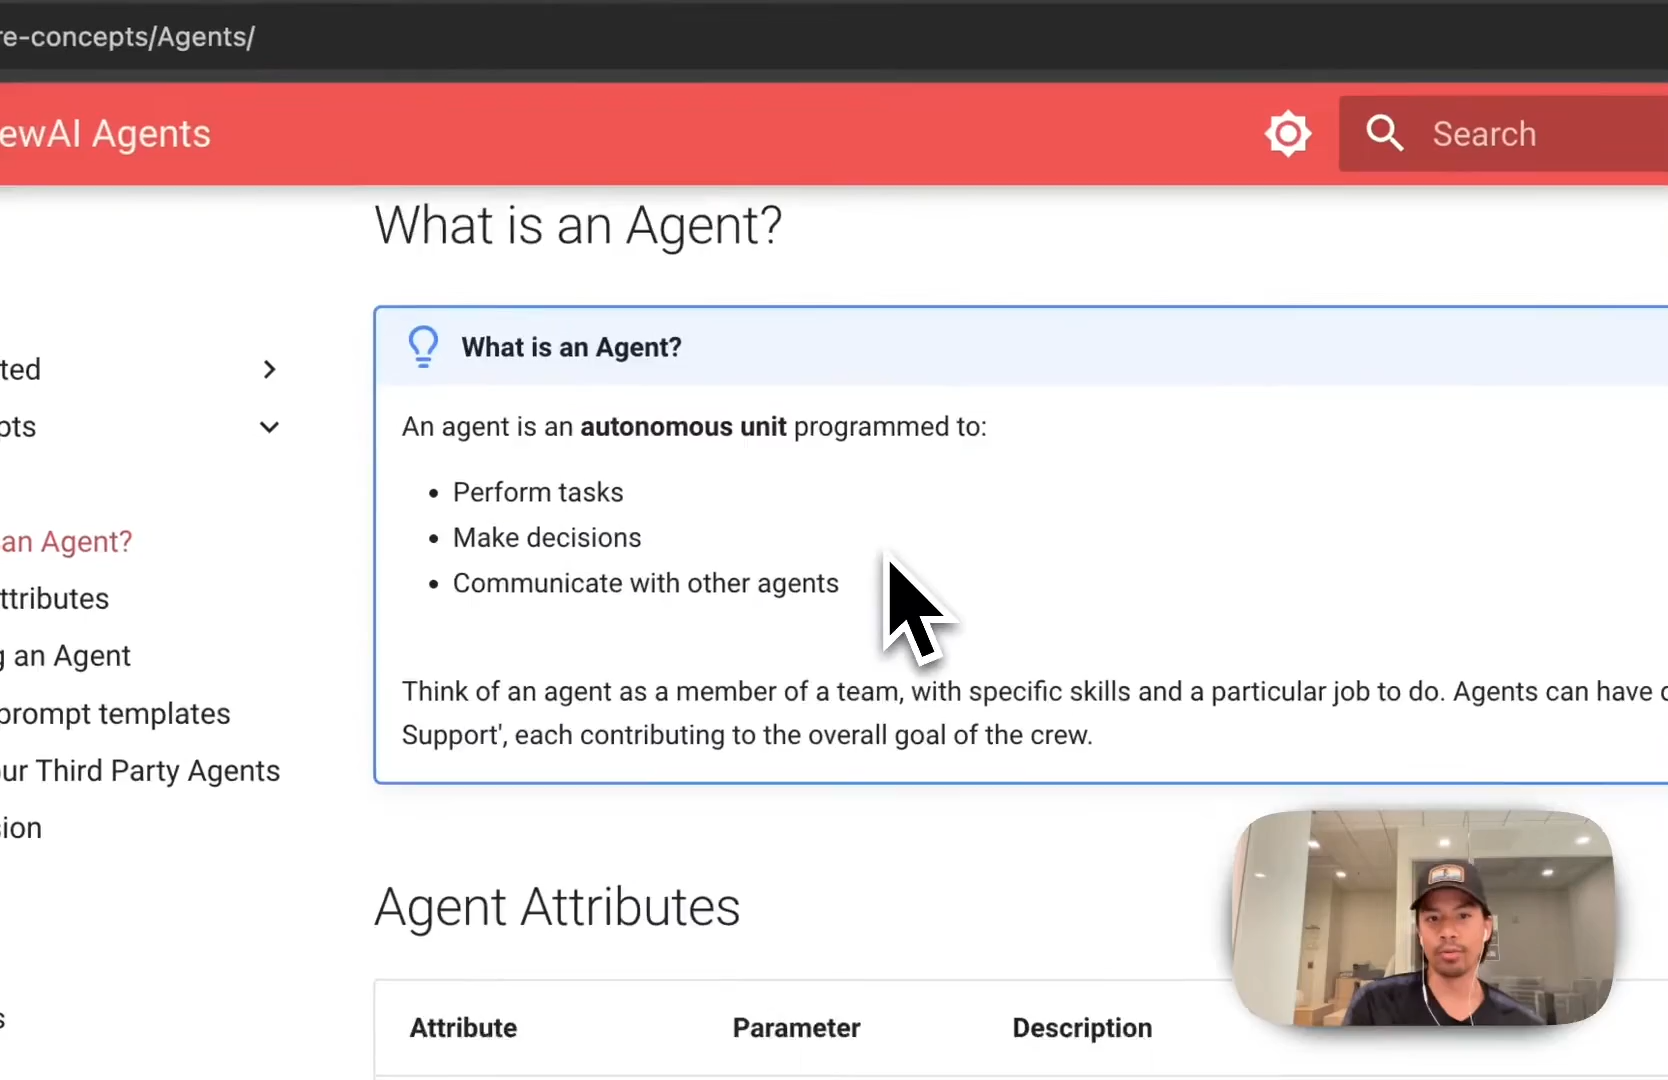 re-concepts/Agents/
ewAI Agents
Search
What is an Agent?
What is an Agent?
An agent is an autonomous unit programmed to:
Perform tasks
Make decisions
Communicate with other agents
Think of an agent as a member of a team, with specific skills and a particular job to do. Agents can have
Support', each contributing to the overall goal of the crew.
ted
pts
an Agent?
ttributes
g an Agent
prompt templates
our Third Party Agents
sion
s
Agent Attributes
Attribute Parameter Description